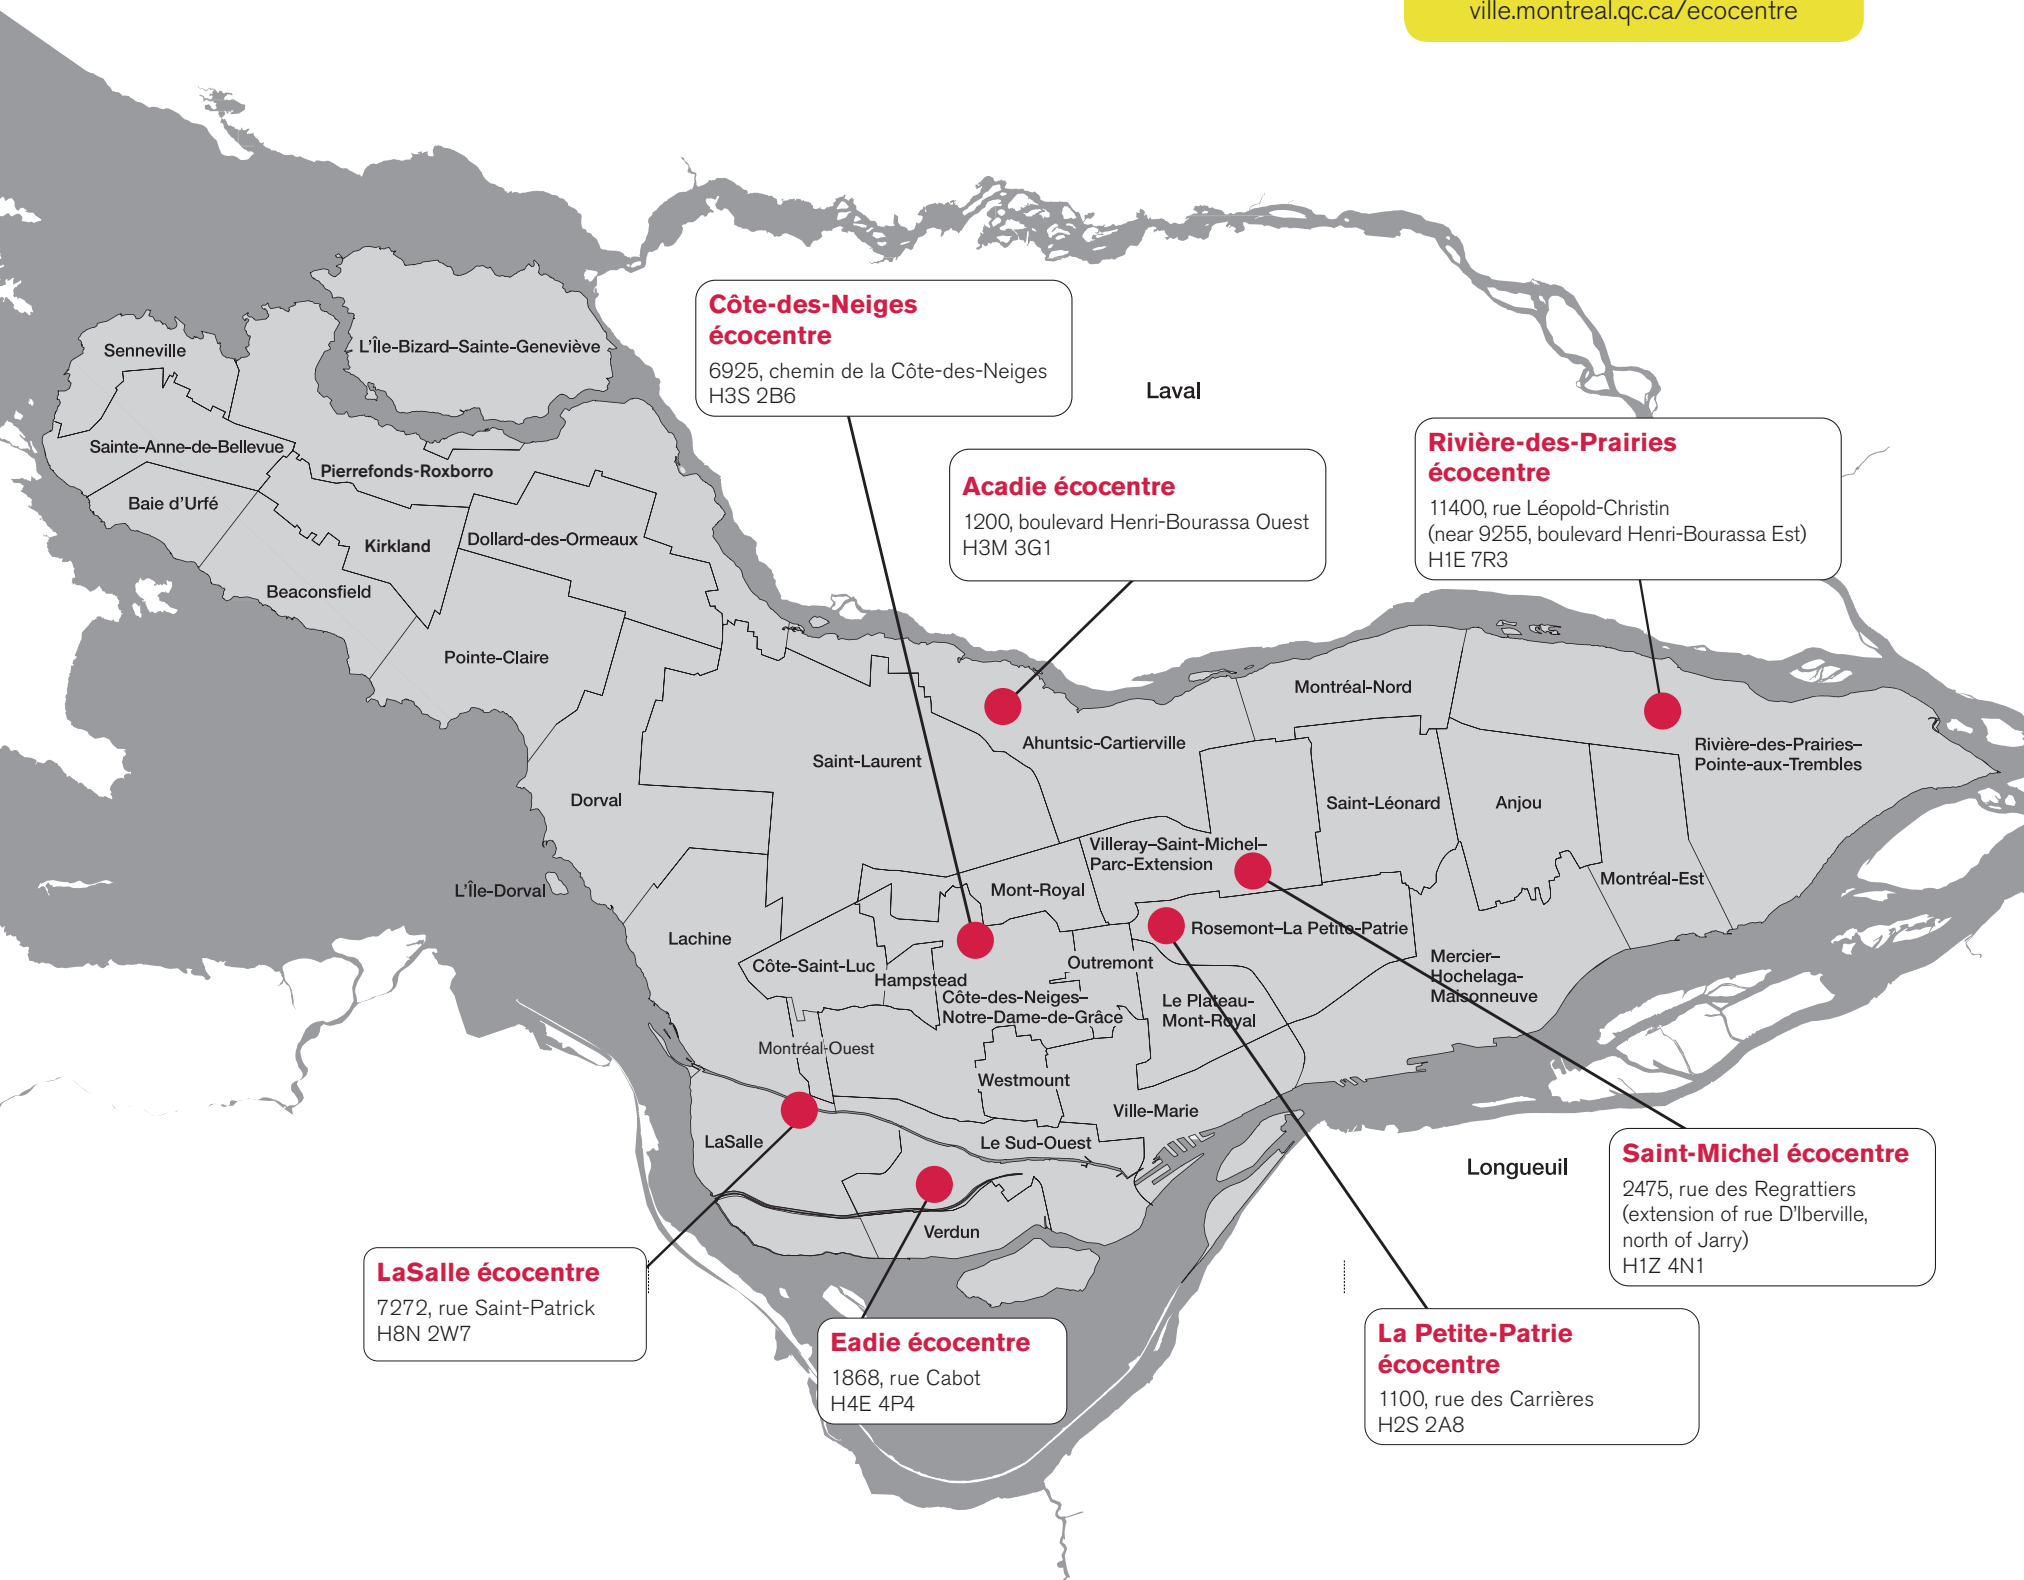 ville.montreal.qc.ca/ecocentre
Côte-des-Neiges
écocentre
6925, chemin de la Côte-des-Neiges
H3S 2B6
Laval
Acadie écocentre
1200, boulevard Henri-Bourassa Ouest
H3M 3G1
Rivière-des-Prairies
écocentre
11400, rue Léopold-Christin
(near 9255, boulevard Henri-Bourassa Est)
H1E 7R3
Senneville
L'Île-Bizard–Sainte-Geneviève
Sainte-Anne-de-Bellevue
Pierrefonds-Roxborro
Baie d'Urfé
Kirkland
Dollard-des-Ormeaux
Beaconsfield
Pointe-Claire
Montréal-Nord
Ahuntsic-Cartierville
Rivière-des-Prairies–
Pointe-aux-Trembles
Saint-Laurent
Dorval
Saint-Léonard
Anjou
Villeray–Saint-Michel–
Parc-Extension
Montréal-Est
L'Île-Dorval
Mont-Royal
Lachine
Rosemont–La Petite-Patrie
Côte-Saint-Luc
Hampstead
Outremont
Mercier–
Hochelaga-
Maisonneuve
Côte-des-Neiges–
Notre-Dame-de-Grâce
Le Plateau-
Mont-Royal
Montréal-Ouest
Westmount
Ville-Marie
LaSalle
Le Sud-Ouest
Verdun
Longueuil
Saint-Michel écocentre
2475, rue des Regrattiers
(extension of rue D'Iberville,
north of Jarry)
H1Z 4N1
LaSalle écocentre
7272, rue Saint-Patrick
H8N 2W7
Eadie écocentre
1868, rue Cabot
H4E 4P4
La Petite-Patrie
écocentre
1100, rue des Carrières
H2S 2A8